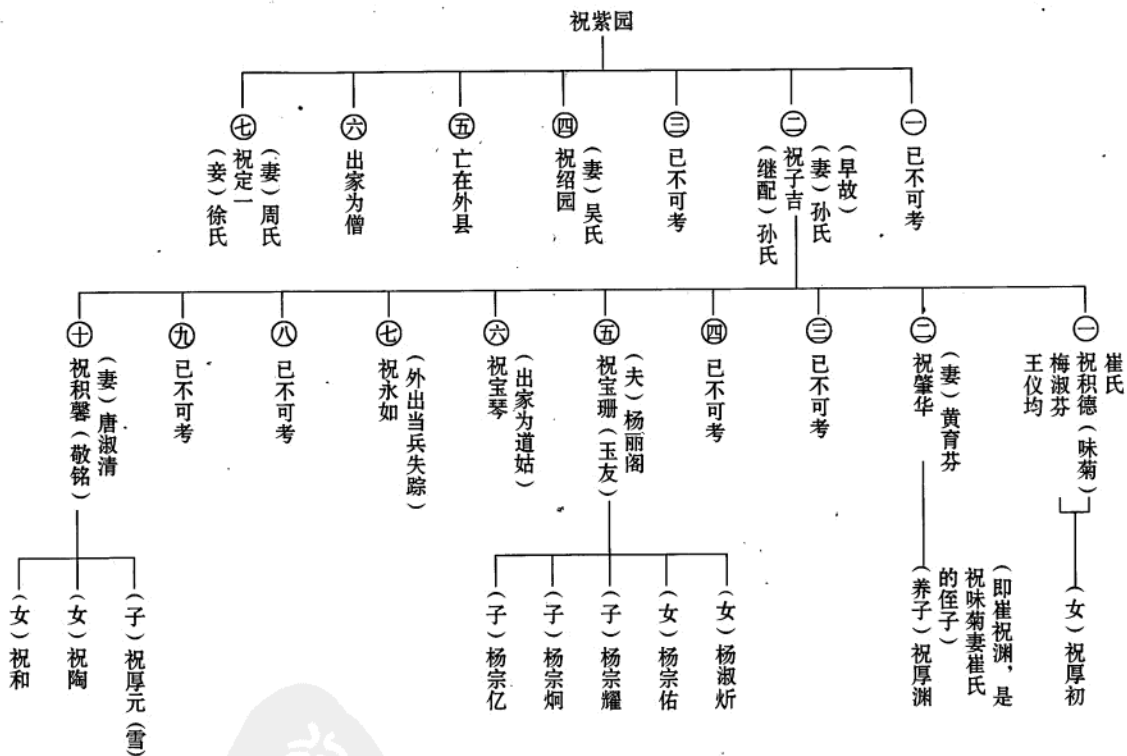 祝紫园
㊀
已不可考
㊁
（早故）
（妻）孙氏
祝子吉
（继配）孙氏
㊂
已不可考
㊃
（妻）吴氏
祝绍园
㊄
亡在外县
㊅
出家为僧
㊆
（妻）周氏
祝定一
（妾）徐氏
㊀
崔氏
祝积德（味菊）
梅淑芬
王仪均
㊁
（妻）黄育芬
祝肇华
㊂
已不可考
㊃
已不可考
㊄
（夫）杨丽阁
祝宝珊（玉友）
㊅
（出家为道姑）
祝宝琴
㊆
（外出当兵失踪）
祝永如
㊇
已不可考
㊈
已不可考
㊉
（妻）唐淑清
祝积馨（敬铭）
（女）祝厚初
（即崔祝渊，是
祝味菊妻崔氏
的侄子）
（养子）祝厚渊
（女）杨淑炘
（女）杨宗佑
（子）杨宗耀
（子）杨宗炯
（子）杨宗亿
（子）祝厚元（雪）
（女）祝陶
（女）祝和